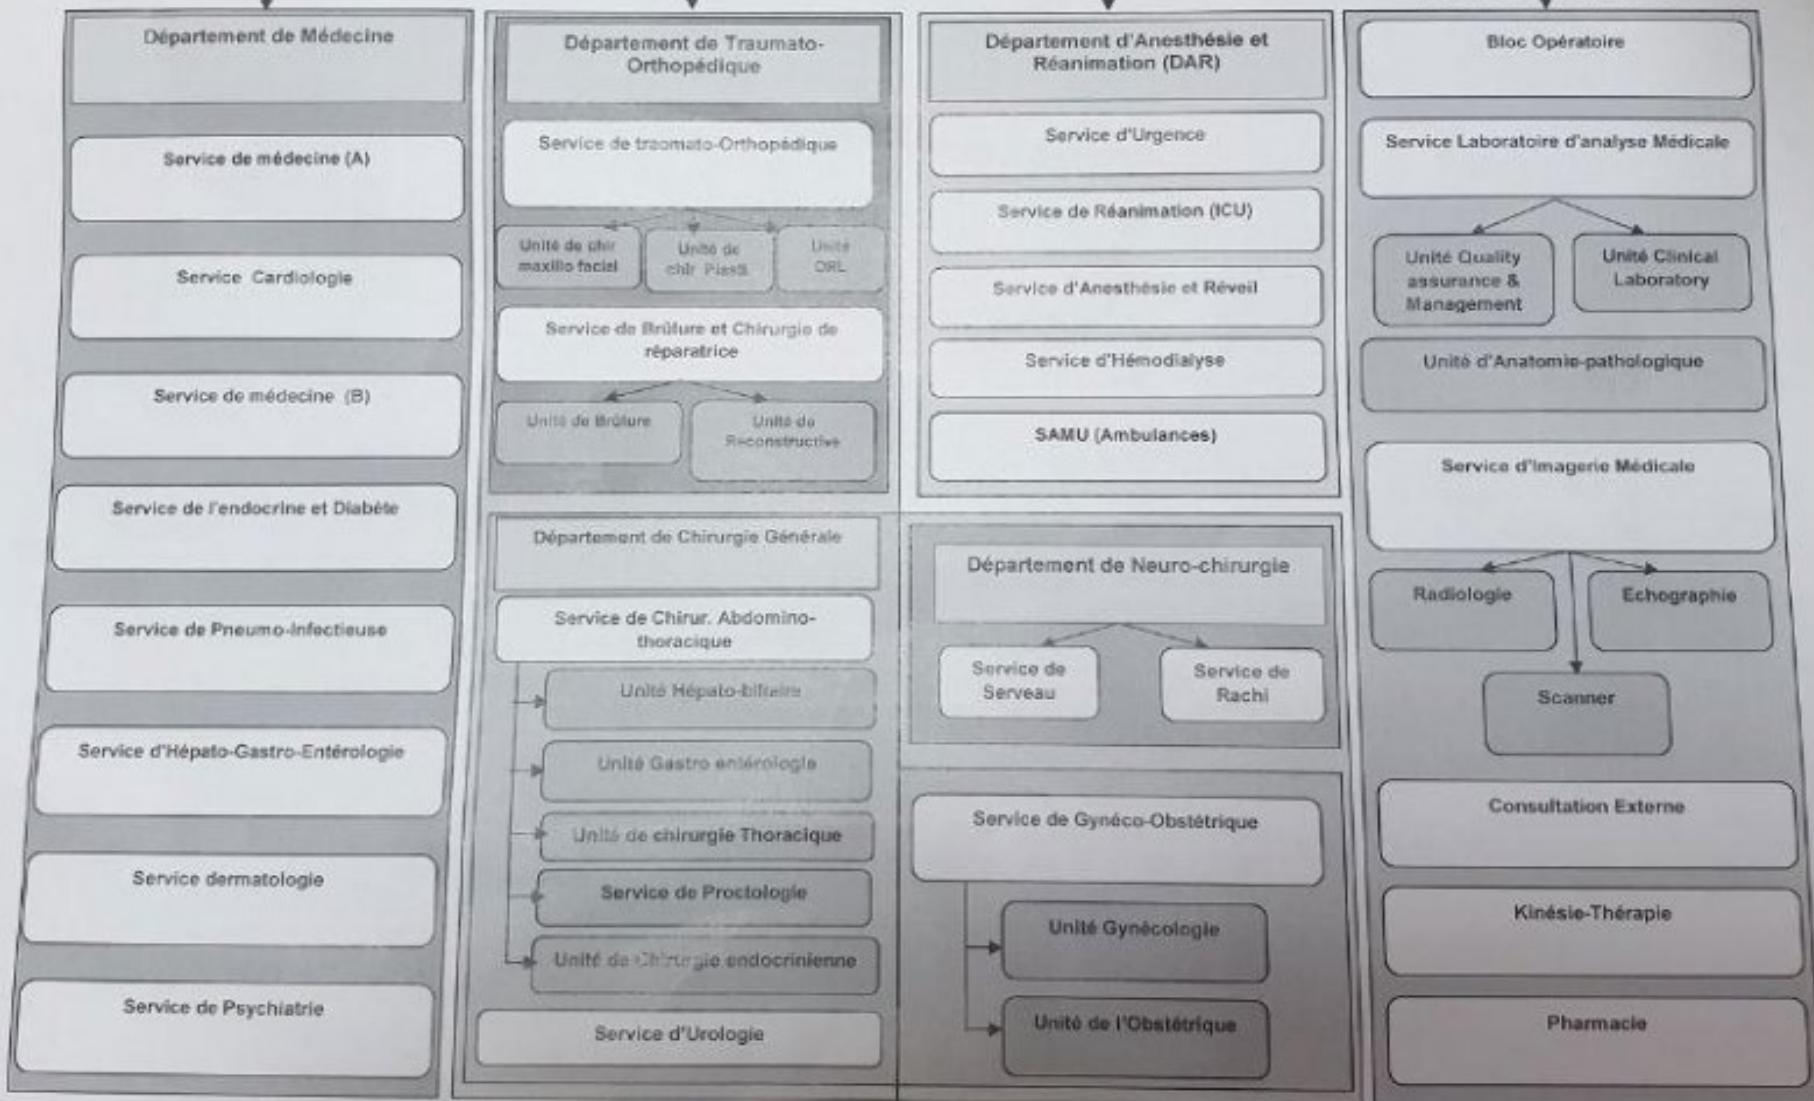 Département de Médecine
Service de médecine (A)
Service Cardiologie
Service de médecine (B)
Service de l'endocrine et Diabète
Service de Pneumo-Infectieuse
Service d'Hépato-Gastro-Entérologie
Service dermatologie
Service de Psychiatrie
Département de Traumato-
Orthopédique
Service de traomato-Orthopédique
Unité de chir
maxillo facial
Unité de
chir Plasti
Unité
ORL
Service de Brûlure et Chirurgie de
réparatrice
Unité de Brûlure
Unité de
Reconstructive
Département de Chirurgie Générale
Service de Chirur. Abdomino-
thoracique
Unité Hépato-biliaire
Unité Gastro entérologie
Unité de chirurgie Thoracique
Service de Proctologie
Unité de Chirurgie endocrinienne
Service d'Urologie
Département d'Anesthésie et
Réanimation (DAR)
Service d'Urgence
Service de Réanimation (ICU)
Service d'Anesthésie et Réveil
Service d'Hémodialyse
SAMU (Ambulances)
Département de Neuro-chirurgie
Service de
Serveau
Service de
Rachi
Service de Gynéco-Obstétrique
Unité Gynécologie
Unité de l'Obstétrique
Bloc Opératoire
Service Laboratoire d'analyse Médicale
Unité Quality
assurance &
Management
Unité Clinical
Laboratory
Unité d'Anatomie-pathologique
Service d'Imagerie Médicale
Radiologie
Echographie
Scanner
Consultation Externe
Kinésie-Thérapie
Pharmacie